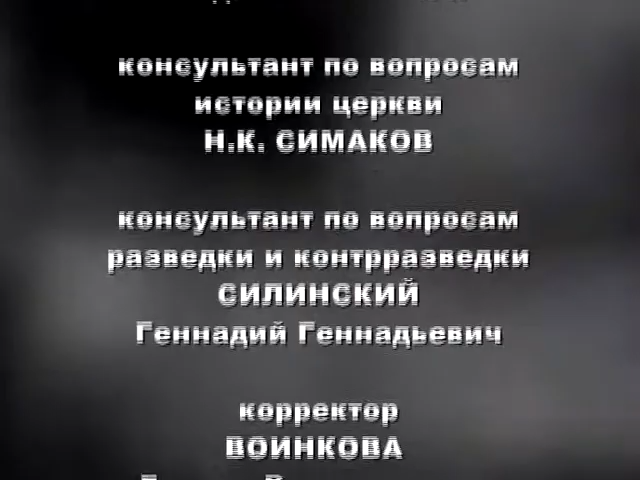 консультант по вопросам
истории церкви
Н.К. СИМАКОВ
консультант по вопросам
разведки и контрразведки
СИЛИНСКИЙ
Геннадий Геннадьевич
корректор
ВОИНКОВА